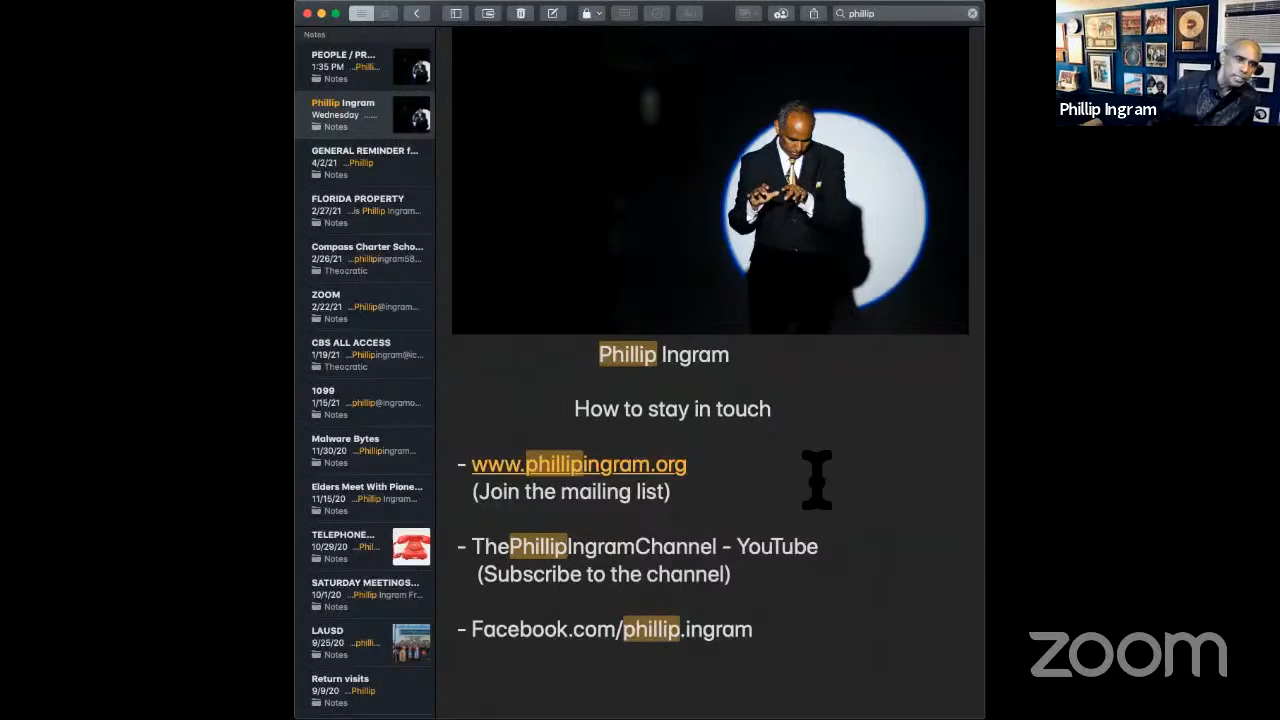 phillip
Notes
PEOPLE / PR...
1:35 PM ...Philli...
Notes
Phillip Ingram
Wednesday ......
Notes
GENERAL REMINDER f...
4/2/21 ...Phillip
Notes
FLORIDA PROPERTY
2/27/21 ...is Phillip Ingram...
Notes
Compass Charter Scho...
2/26/21 ...phillipingram58...
Theocratic
ZOOM
2/22/21 ...Phillip@ingram...
Notes
CBS ALL ACCESS
1/19/21 ...Phillipingram@ic...
Theocratic
1099
1/15/21 ...phillip@ingramo...
Notes
Malware Bytes
11/30/20 ...Phillipingram...
Notes
Elders Meet With Pione...
11/15/20 ...Phillip Ingram...
Notes
TELEPHONE...
10/29/20 ...Phil...
Notes
SATURDAY MEETINGS...
10/1/20 ...Phillip Ingram Fr...
Notes
LAUSD
9/25/20 ...philli...
Notes
Return visits
9/9/20 ...Phillip
Notes
Phillip Ingram
How to stay in touch
- www.phillipingram.org
(Join the mailing list)
- ThePhillipIngramChannel - YouTube
(Subscribe to the channel)
- Facebook.com/phillip.ingram
Phillip Ingram
zoom